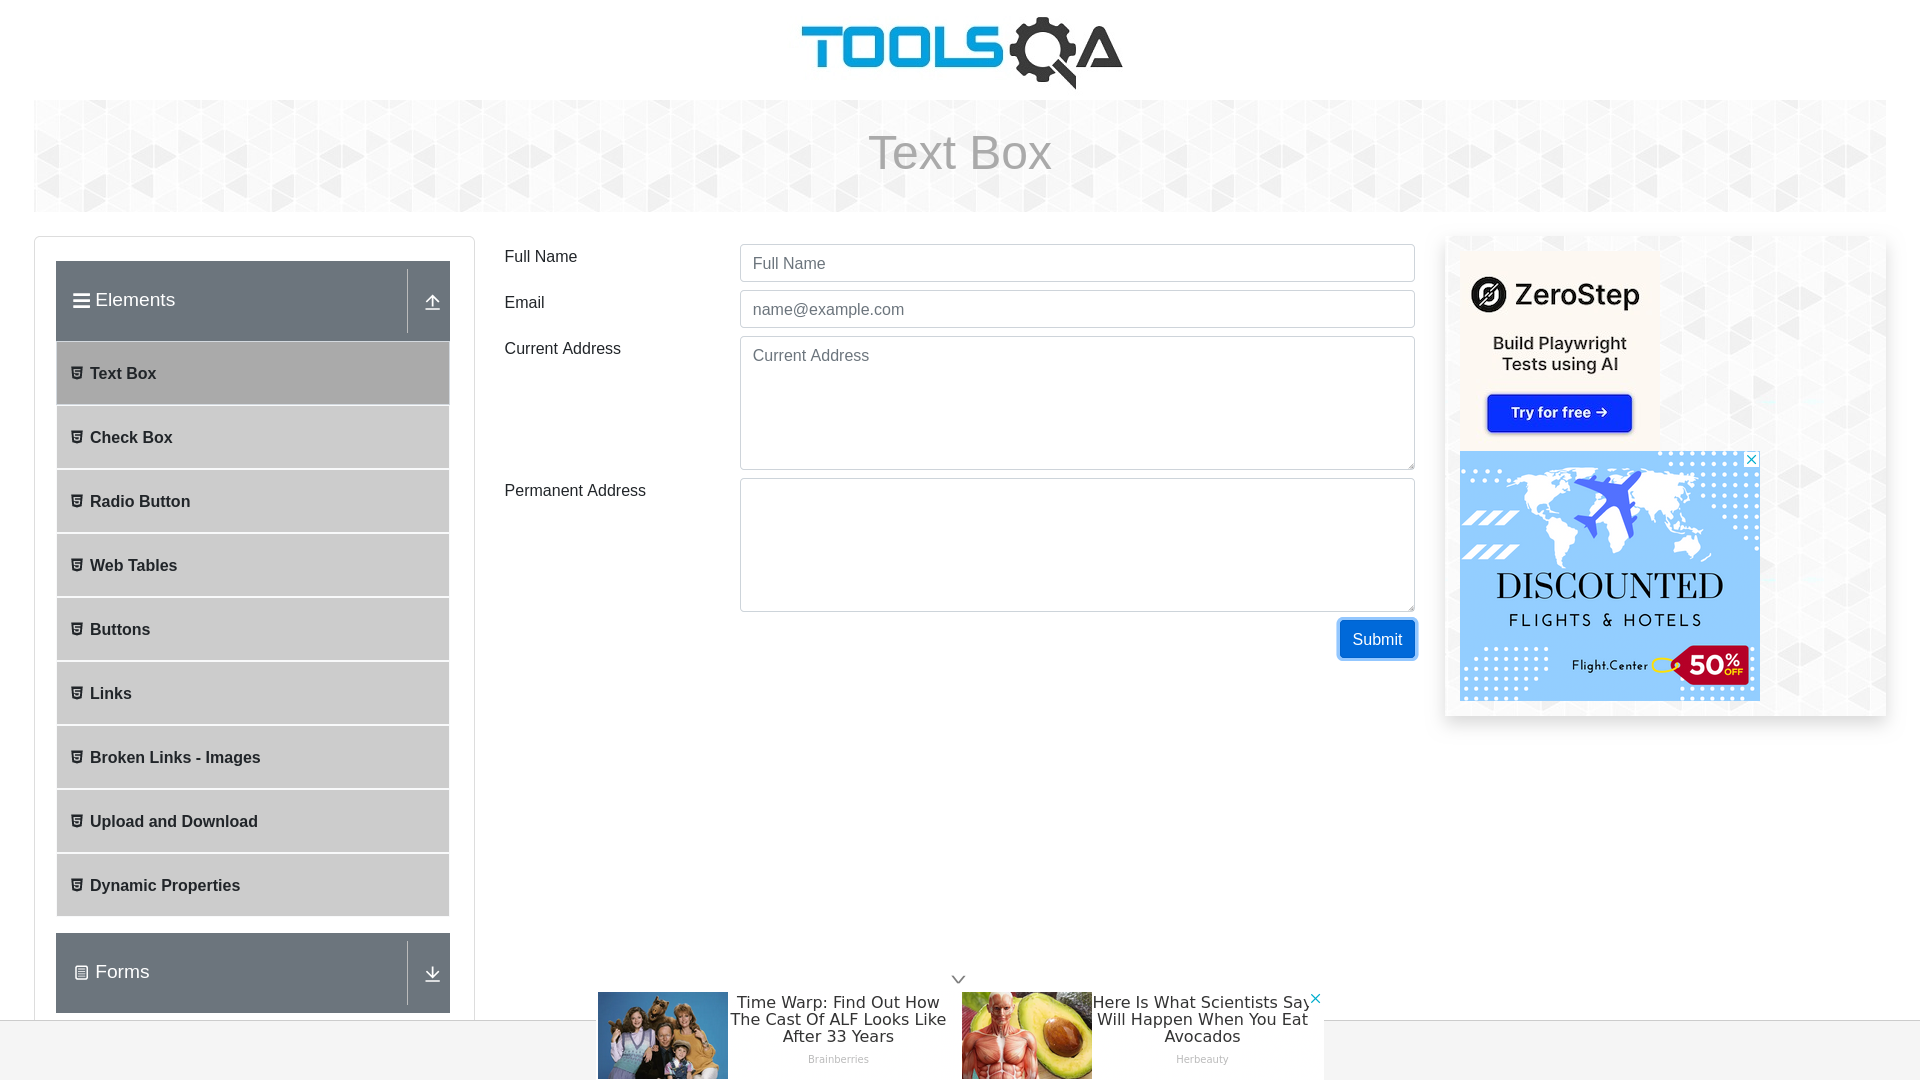 TOOLSQA
Text Box
Elements
Text Box
Check Box
Radio Button
Web Tables
Buttons
Links
Broken Links - Images
Upload and Download
Dynamic Properties
Forms
Full Name
Full Name
Email
name@example.com
Current Address
Current Address
Permanent Address
Submit
ZeroStep
Build Playwright
Tests using AI
Try for free →
DISCOUNTED
FLIGHTS & HOTELS
Flight.Center
50% OFF
Time Warp: Find Out How
The Cast Of ALF Looks Like
After 33 Years
Brainberries
Here Is What Scientists Say
Will Happen When You Eat
Avocados
Herbeauty